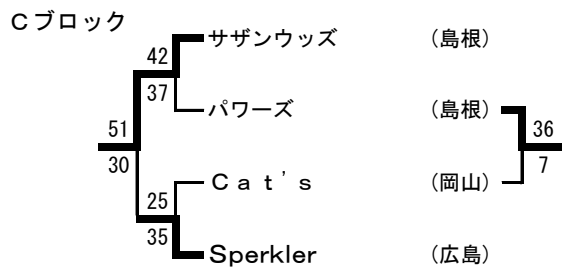 Cブロック
42 サザンウッズ (島根)
37
パワーズ (島根)
51 36
30 7
Cat's (岡山)
25
35
Sperkler (広島)